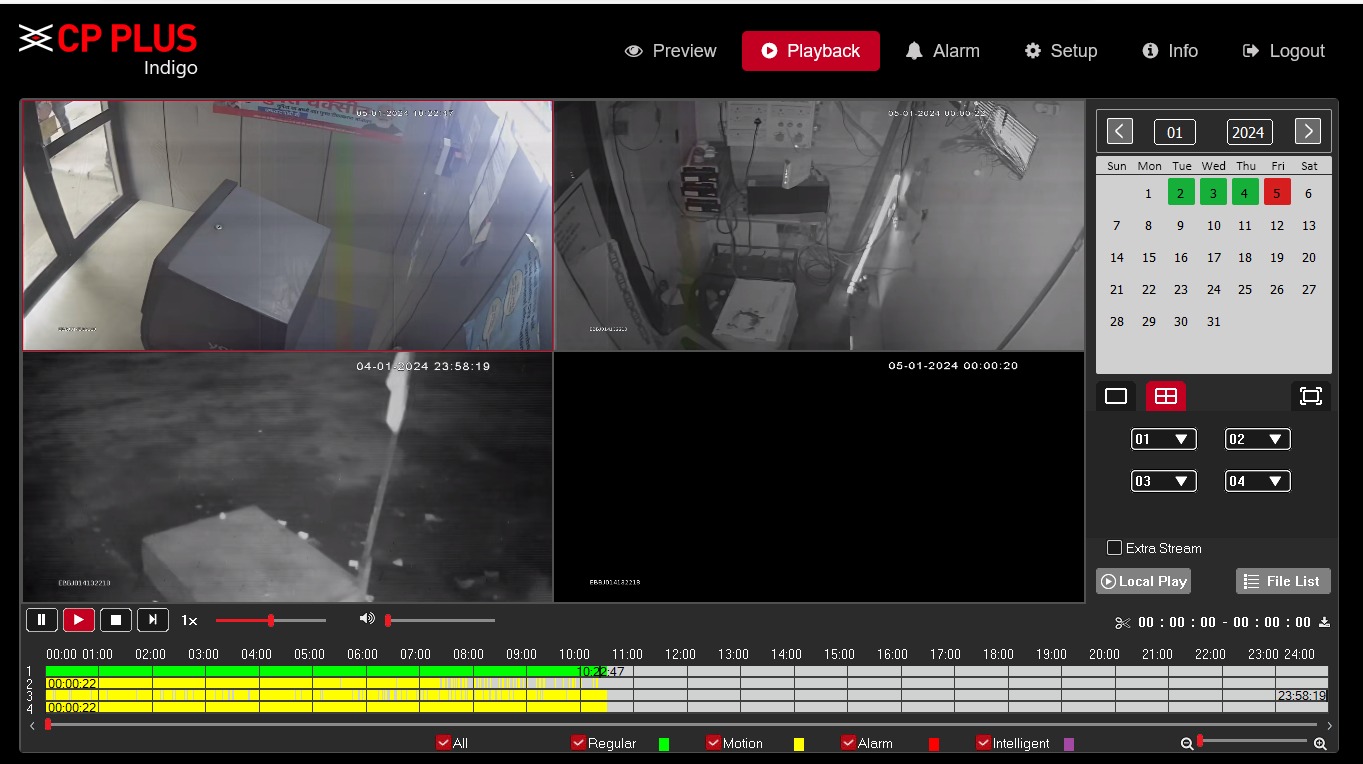 CP PLUS
Indigo
Preview
Playback
Alarm
Setup
Info
Logout
05-01-2024 10:22:47
05-01-2024 00:00:22
EBBJ014132218
EBBJ014132218
04-01-2024 23:58:19
05-01-2024 00:00:20
EBBJ014132218
EBBJ014132218
01
2024
Sun Mon Tue Wed Thu Fri Sat
1 2 3 4 5 6
7 8 9 10 11 12 13
14 15 16 17 18 19 20
21 22 23 24 25 26 27
28 29 30 31
01
02
03
04
Extra Stream
Local Play
File List
1x
00 : 00 : 00 - 00 : 00 : 00
00:00 01:00 02:00 03:00 04:00 05:00 06:00 07:00 08:00 09:00 10:00 11:00 12:00 13:00 14:00 15:00 16:00 17:00 18:00 19:00 20:00 21:00 22:00 23:00 24:00
1 10:22:47
2 00:00:22
3 23:58:19
4 00:00:22
All
Regular
Motion
Alarm
Intelligent